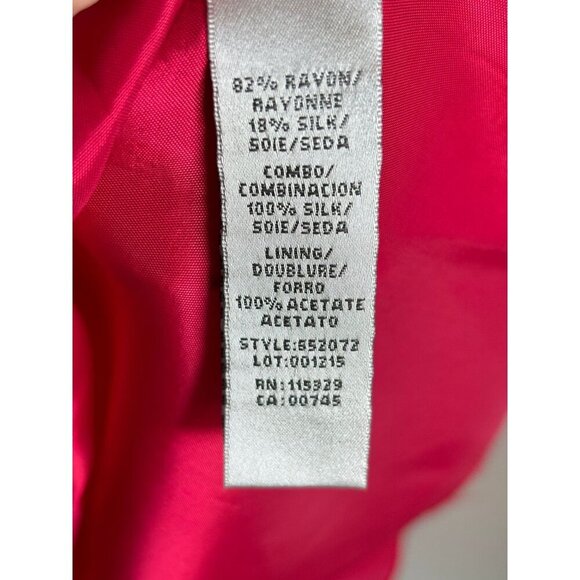 82% RAYON/
RAYONNE
18% SILK/
SOIE/SEDA
COMBO/
COMBINACION
100% SILK/
SOIE/SEDA
LINING/
DOUBLURE/
FORRO
100% ACETATE
ACETATO
STYLE:652072
LOT:001215
RN:115329
CA:00745